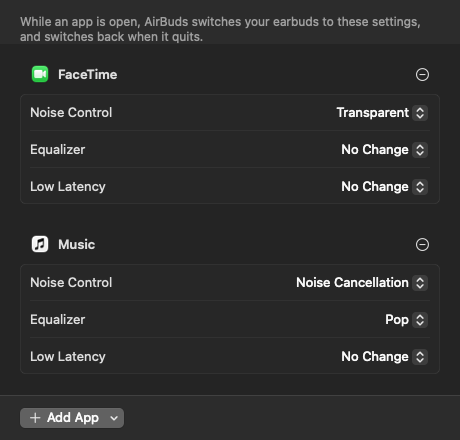 While an app is open, AirBuds switches your earbuds to these settings,
and switches back when it quits.
FaceTime
Noise Control Transparent
Equalizer No Change
Low Latency No Change
Music
Noise Control Noise Cancellation
Equalizer Pop
Low Latency No Change
+ Add App